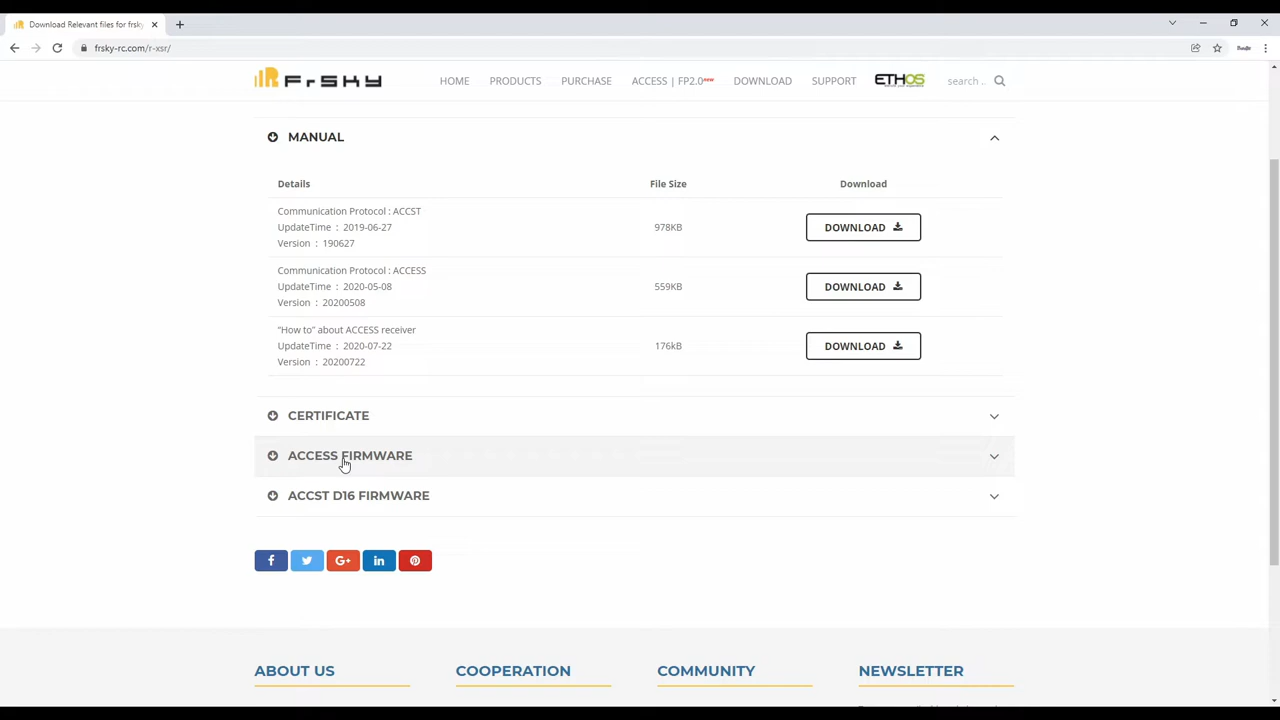 Download Relevant files for frsky
frsky-rc.com/r-xsr/
FrSKY
HOME
PRODUCTS
PURCHASE
ACCESS | FP2.0new
DOWNLOAD
SUPPORT
ETHOS
search ..
MANUAL
Details
File Size
Download
Communication Protocol : ACCST
UpdateTime : 2019-06-27
Version : 190627
978KB
DOWNLOAD
Communication Protocol : ACCESS
UpdateTime : 2020-05-08
Version : 20200508
559KB
DOWNLOAD
"How to" about ACCESS receiver
UpdateTime : 2020-07-22
Version : 20200722
176kB
DOWNLOAD
CERTIFICATE
ACCESS FIRMWARE
ACCST D16 FIRMWARE
ABOUT US
COOPERATION
COMMUNITY
NEWSLETTER